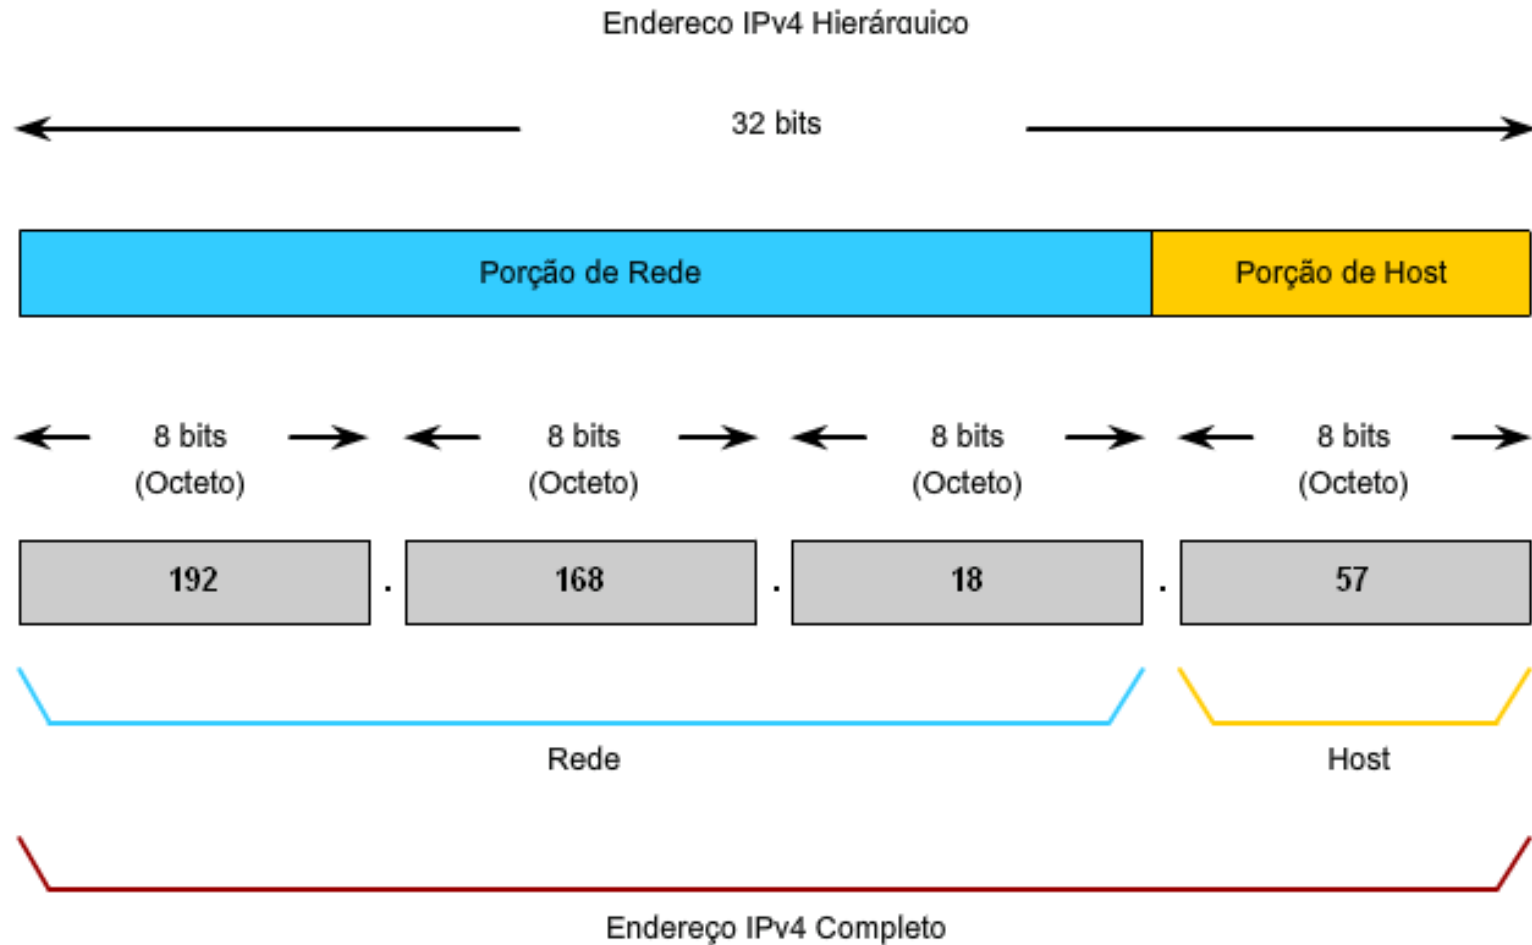 Endereço IPv4 Hierárquico
32 bits
Porção de Rede Porção de Host
8 bits 8 bits 8 bits 8 bits
(Octeto) (Octeto) (Octeto) (Octeto)
192 . 168 . 18 . 57
Rede Host
Endereço IPv4 Completo